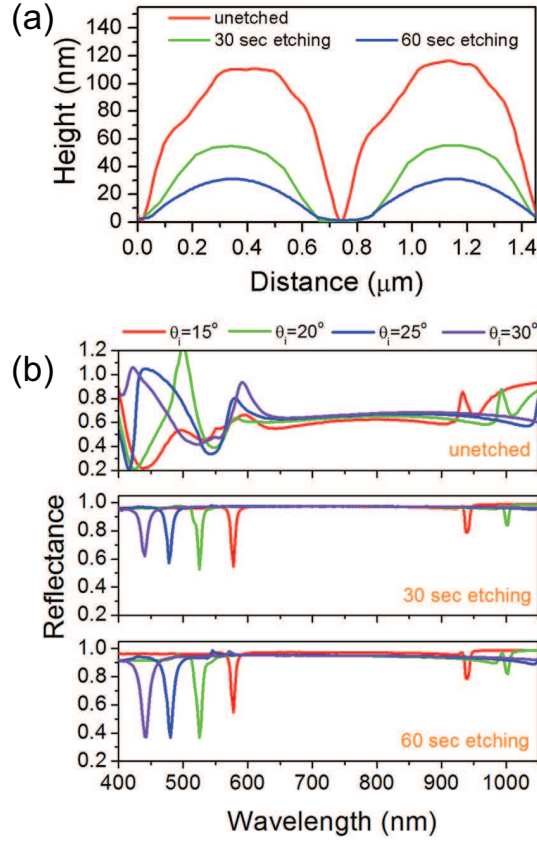 (a)
unetched
30 sec etching 60 sec etching
Height (nm)
140
120
100
80
60
40
20
0
0.0 0.2 0.4 0.6 0.8 1.0 1.2 1.4
Distance (μm)
θi=15° θi=20° θi=25° θi=30°
(b)
Reflectance
1.2
1.0
0.8
0.6
0.4
0.2
unetched
1.0
0.8
0.6
0.4
0.2
30 sec etching
1.0
0.8
0.6
0.4
0.2
60 sec etching
400 500 600 700 800 900 1000
Wavelength (nm)